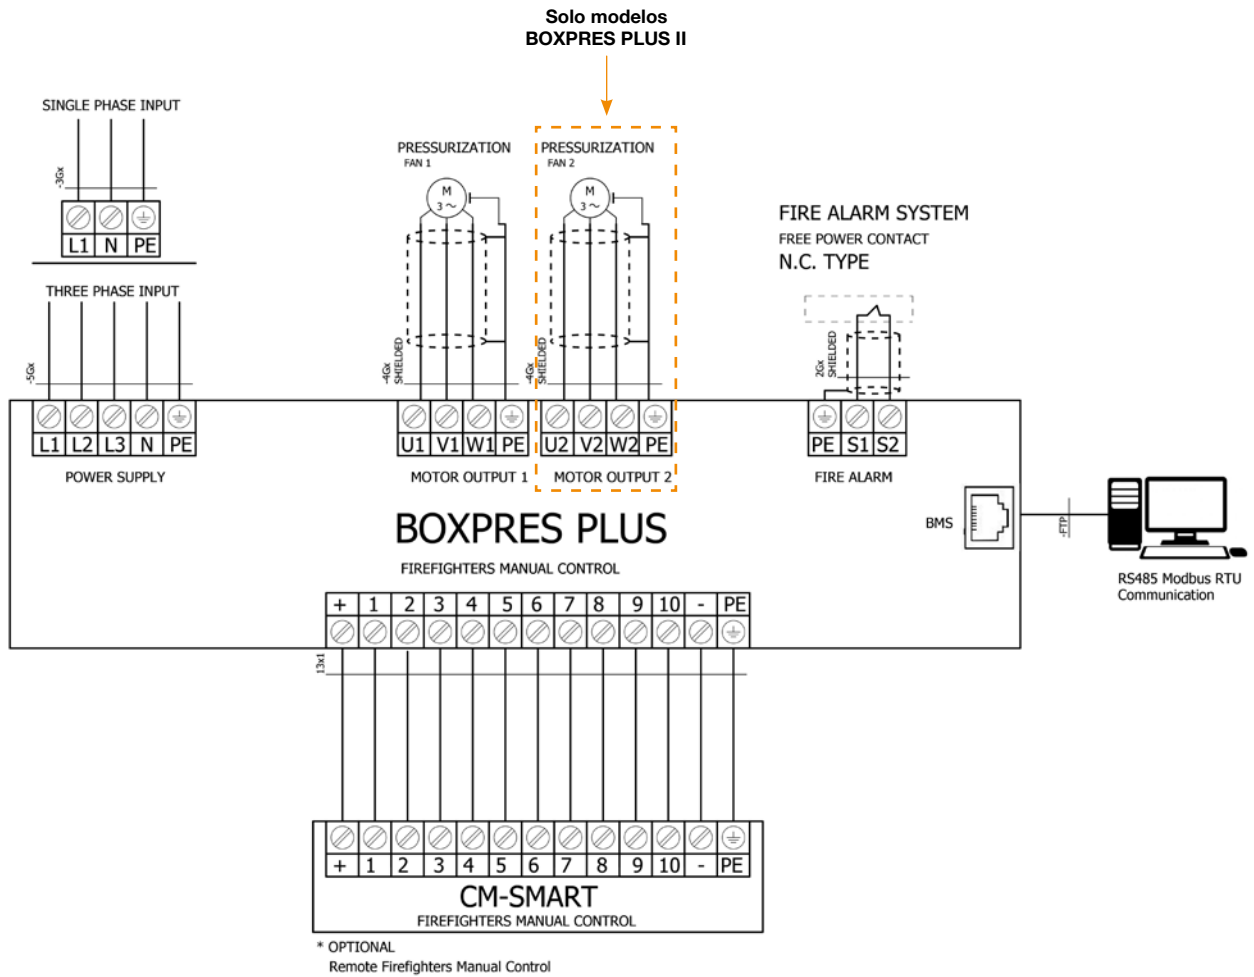 Solo modelos
BOXPRES PLUS II
SINGLE PHASE INPUT
-3Gx
L1 N PE
THREE PHASE INPUT
-5Gx
L1 L2 L3 N PE
POWER SUPPLY
PRESSURIZATION
FAN 1
M
3~
-4Gx
SHIELDED
U1 V1 W1 PE
MOTOR OUTPUT 1
PRESSURIZATION
FAN 2
M
3~
-4Gx
SHIELDED
U2 V2 W2 PE
MOTOR OUTPUT 2
FIRE ALARM SYSTEM
FREE POWER CONTACT
N.C. TYPE
2Gx
SHIELDED
PE S1 S2
FIRE ALARM
BOXPRES PLUS
BMS
-FTP
RS485 Modbus RTU
Communication
FIREFIGHTERS MANUAL CONTROL
+ 1 2 3 4 5 6 7 8 9 10 - PE
13x1
+ 1 2 3 4 5 6 7 8 9 10 - PE
CM-SMART
FIREFIGHTERS MANUAL CONTROL
* OPTIONAL
Remote Firefighters Manual Control